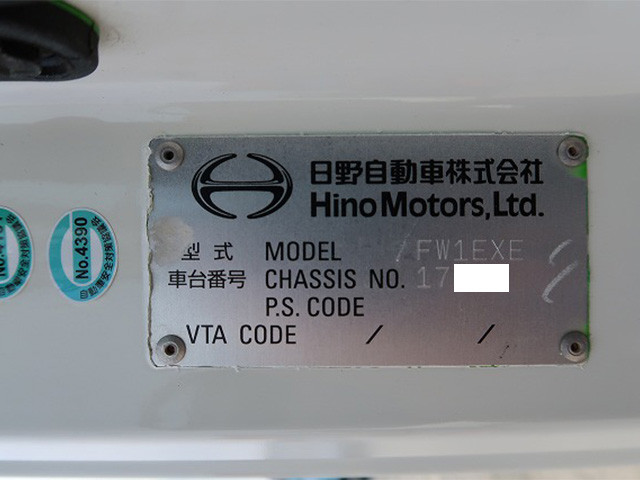 日野自動車株式会社
Hino Motors, Ltd.
型式 MODEL /FW1EXE/
車台番号 CHASSIS NO. 17 /
P.S. CODE
VTA CODE / /
No.4390